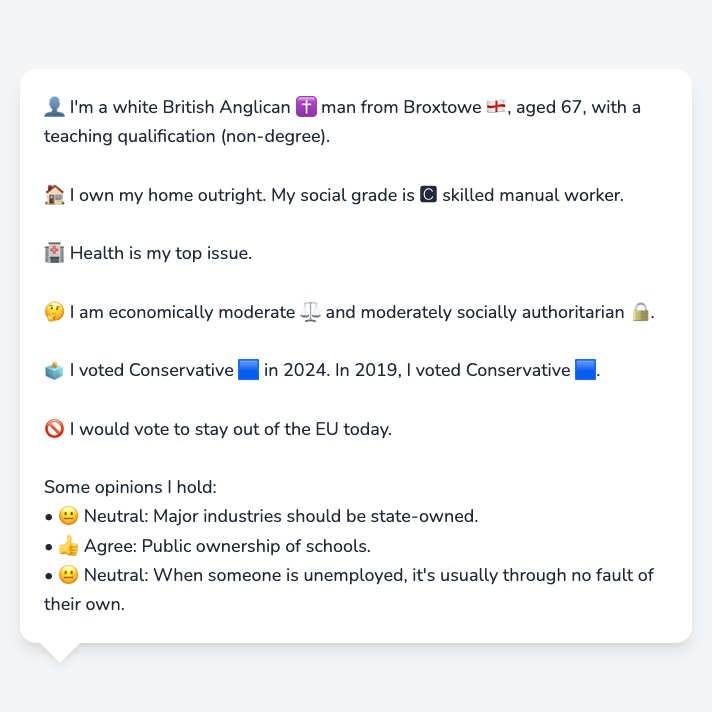 👤 I'm a white British Anglican ✝️ man from Broxtowe 🏴󠁧󠁢󠁥󠁮󠁧󠁿, aged 67, with a
teaching qualification (non-degree).
🏠 I own my home outright. My social grade is 🅲 skilled manual worker.
🏥 Health is my top issue.
🤔 I am economically moderate ⚖️ and moderately socially authoritarian 🔒.
🗳️ I voted Conservative 🟦 in 2024. In 2019, I voted Conservative 🟦.
🚫 I would vote to stay out of the EU today.
Some opinions I hold:
• 😐 Neutral: Major industries should be state-owned.
• 👍 Agree: Public ownership of schools.
• 😐 Neutral: When someone is unemployed, it's usually through no fault of
their own.